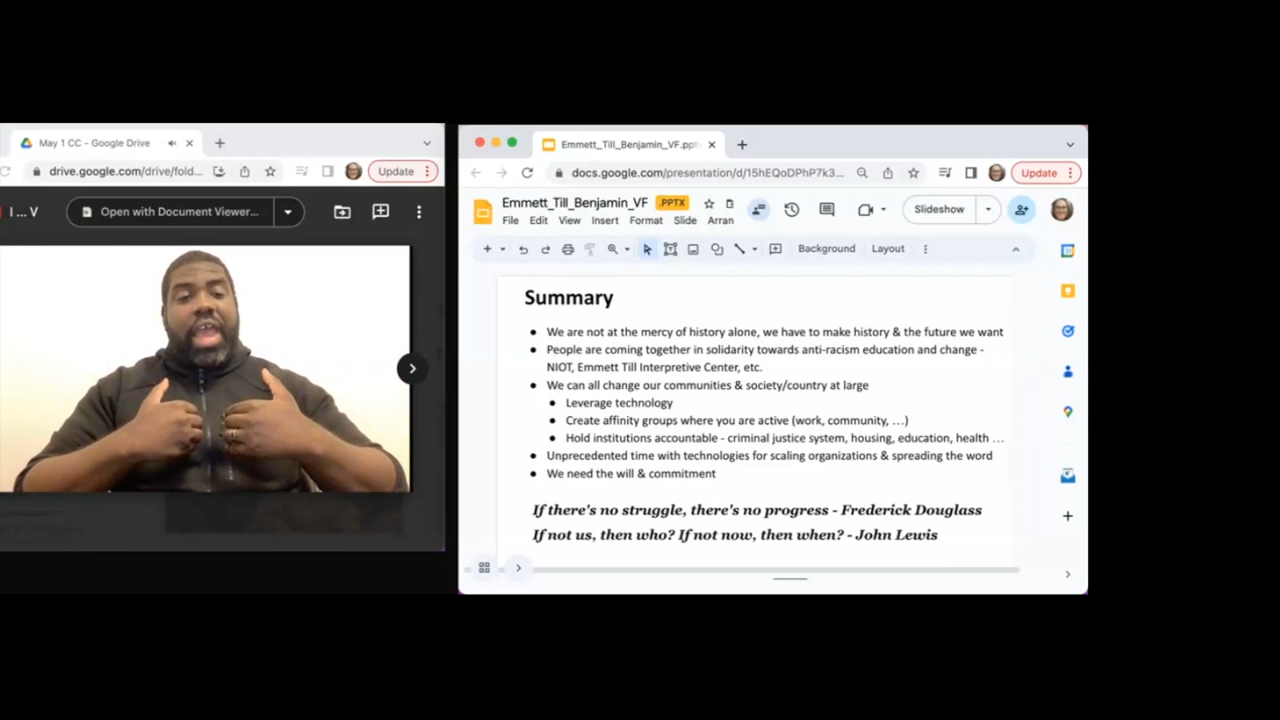 May 1 CC - Google Drive
drive.google.com/drive/fold...
Update
I ... V
Open with Document Viewer...
Emmett_Till_Benjamin_VF.ppt
docs.google.com/presentation/d/15hEQoDPhP7k3...
Update
Emmett_Till_Benjamin_VF .PPTX
File Edit View Insert Format Slide Arran
Slideshow
Background Layout
Summary
● We are not at the mercy of history alone, we have to make history & the future we want
● People are coming together in solidarity towards anti-racism education and change -
NIOT, Emmett Till Interpretive Center, etc.
● We can all change our communities & society/country at large
● Leverage technology
● Create affinity groups where you are active (work, community, ...)
● Hold institutions accountable - criminal justice system, housing, education, health ...
● Unprecedented time with technologies for scaling organizations & spreading the word
● We need the will & commitment
If there's no struggle, there's no progress - Frederick Douglass
If not us, then who? If not now, then when? - John Lewis